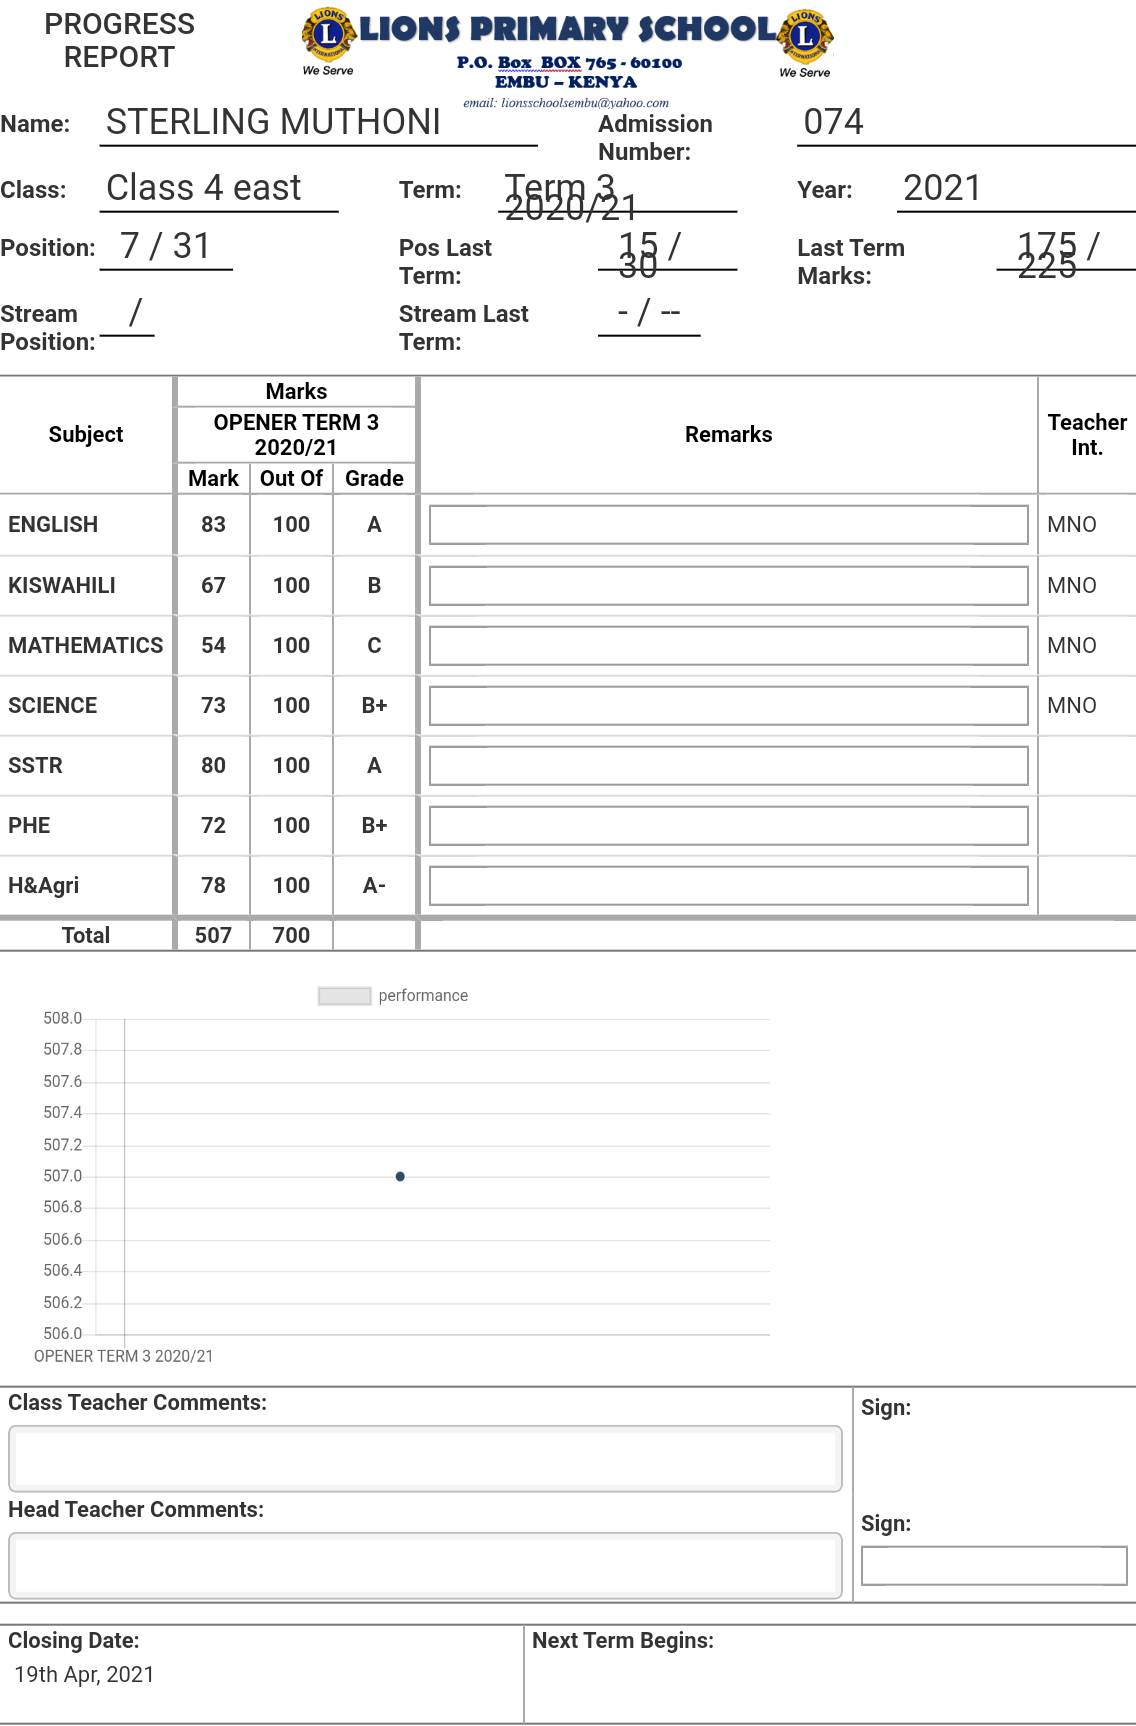 PROGRESS
REPORT
LIONS PRIMARY SCHOOL
We Serve
We Serve
P.O. Box BOX 765 - 60100
EMBU – KENYA
email: lionsschoolsembu@yahoo.com
Name: STERLING MUTHONI Admission Number: 074
Class: Class 4 east Term: Term 3 2020/21 Year: 2021
Position: 7 / 31 Pos Last Term: 15 / 30 Last Term Marks: 175 / 225
Stream Position: / Stream Last Term: - / --
Subject Marks Remarks Teacher Int.
OPENER TERM 3 2020/21
Mark Out Of Grade
ENGLISH 83 100 A MNO
KISWAHILI 67 100 B MNO
MATHEMATICS 54 100 C MNO
SCIENCE 73 100 B+ MNO
SSTR 80 100 A
PHE 72 100 B+
H&Agri 78 100 A-
Total 507 700
performance
508.0
507.8
507.6
507.4
507.2
507.0
506.8
506.6
506.4
506.2
506.0
OPENER TERM 3 2020/21
Class Teacher Comments: Sign:
Head Teacher Comments: Sign:
Closing Date: Next Term Begins:
19th Apr, 2021